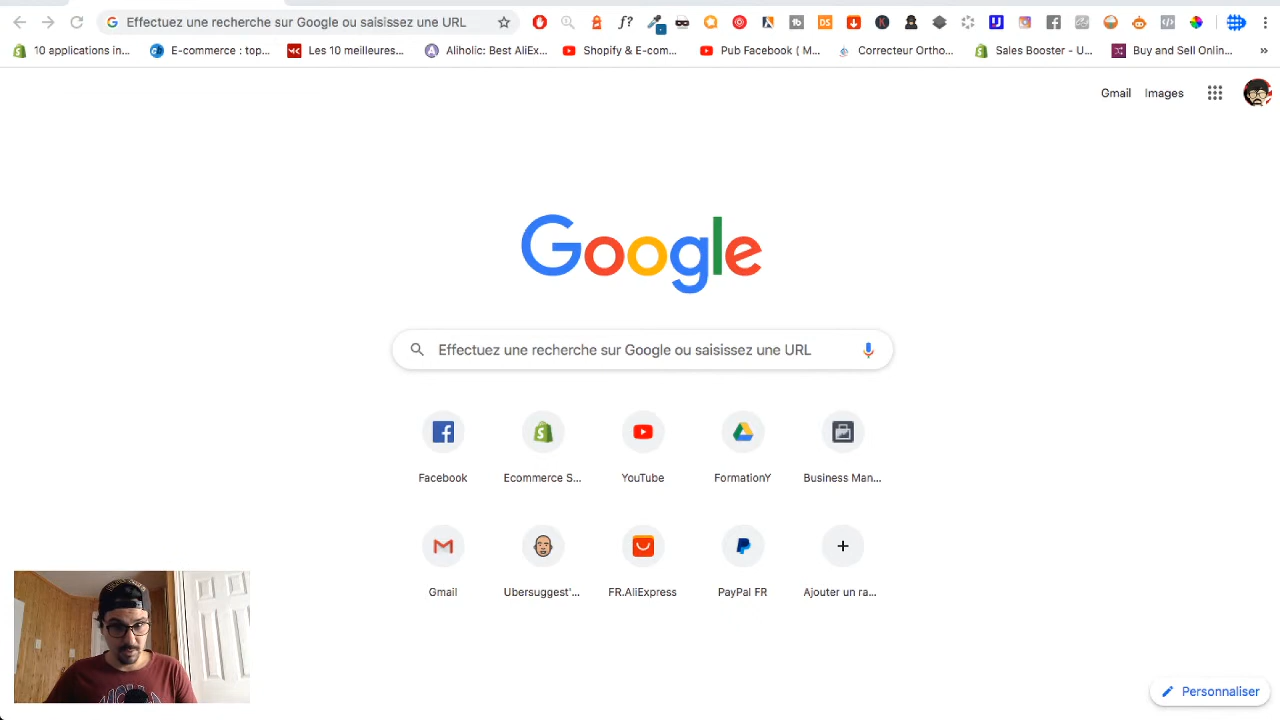 Effectuez une recherche sur Google ou saisissez une URL
10 applications in...
E-commerce : top...
Les 10 meilleures...
Aliholic: Best AliEx...
Shopify & E-com...
Pub Facebook ( M...
Correcteur Ortho...
Sales Booster - U...
Buy and Sell Onlin...
»
Gmail
Images
Google
Effectuez une recherche sur Google ou saisissez une URL
Facebook
Ecommerce S...
YouTube
FormationY
Business Man...
Gmail
Ubersuggest'...
FR.AliExpress
PayPal FR
Ajouter un ra...
Personnaliser